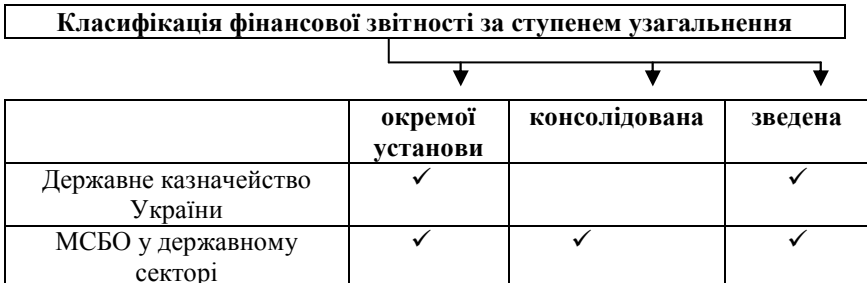 Класифікація фінансової звітності за ступенем узагальнення
окремої установи
консолідована
зведена
Державне казначейство України
✓
✓
МСБО у державному секторі
✓
✓
✓